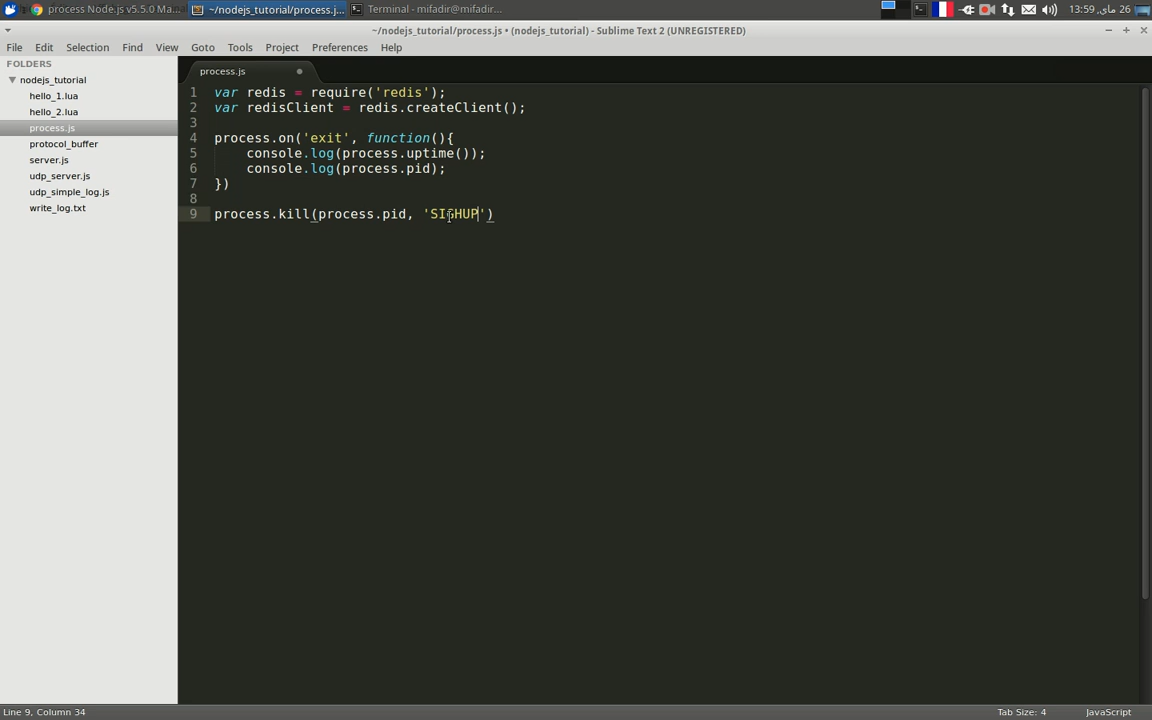 process Node.js v5.5.0 Ma...
~/nodejs_tutorial/process.j...
Terminal - mifadir@mifadir...
26 ماي, 13:59
~/nodejs_tutorial/process.js • (nodejs_tutorial) - Sublime Text 2 (UNREGISTERED)
File Edit Selection Find View Goto Tools Project Preferences Help
FOLDERS
nodejs_tutorial
hello_1.lua
hello_2.lua
process.js
protocol_buffer
server.js
udp_server.js
udp_simple_log.js
write_log.txt
process.js
1 var redis = require('redis');
2 var redisClient = redis.createClient();
3
4 process.on('exit', function(){
5     console.log(process.uptime());
6     console.log(process.pid);
7 })
8
9 process.kill(process.pid, 'SIGHUP')
Line 9, Column 34
Tab Size: 4
JavaScript